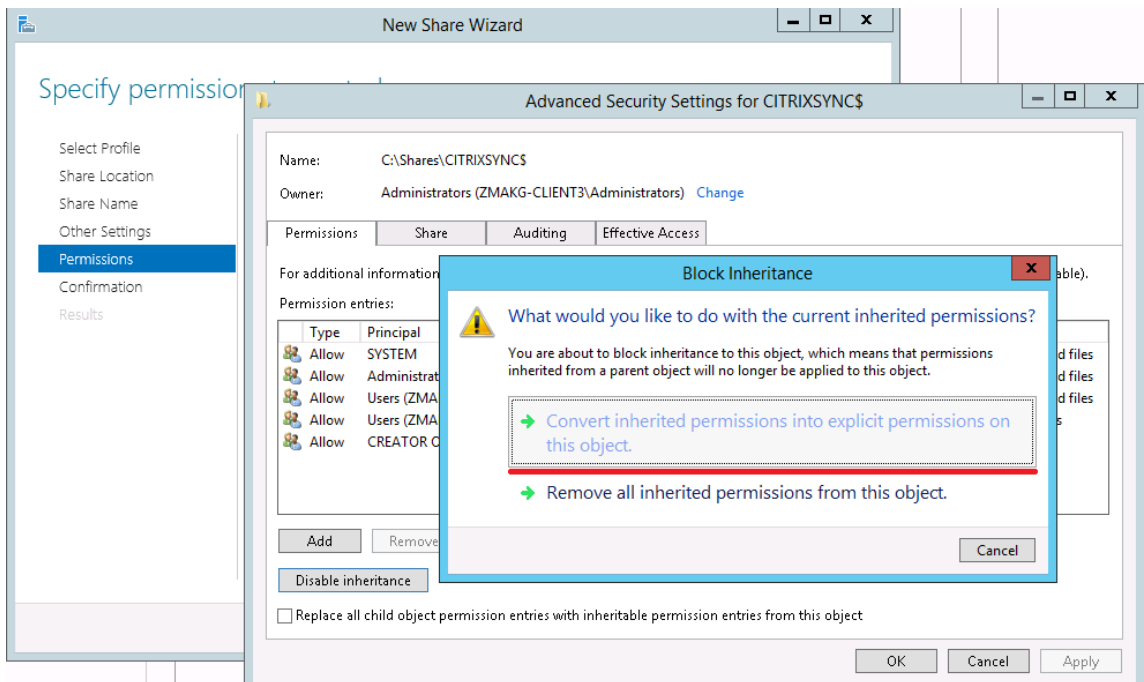 New Share Wizard
Specify permission
Select Profile
Share Location
Share Name
Other Settings
Permissions
Confirmation
Results
Advanced Security Settings for CITRIXSYNC$
Name: C:\Shares\CITRIXSYNC$
Owner: Administrators (ZMAKG-CLIENT3\Administrators) Change
Permissions Share Auditing Effective Access
For additional information able).
Permission entries:
Type Principal
Allow SYSTEM d files
Allow Administrat d files
Allow Users (ZMA d files
Allow Users (ZMA s
Allow CREATOR O
Block Inheritance
What would you like to do with the current inherited permissions?
You are about to block inheritance to this object, which means that permissions
inherited from a parent object will no longer be applied to this object.
Convert inherited permissions into explicit permissions on
this object.
Remove all inherited permissions from this object.
Cancel
Add Remove
Disable inheritance
Replace all child object permission entries with inheritable permission entries from this object
OK Cancel Apply